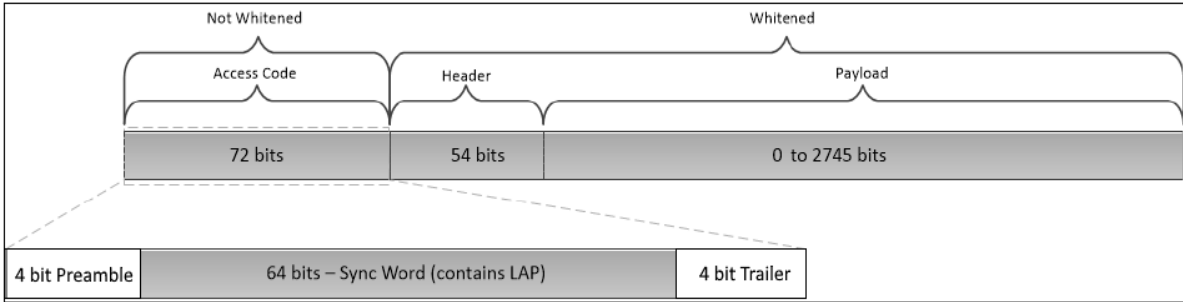 Not Whitened
Whitened
Access Code
Header
Payload
72 bits
54 bits
0 to 2745 bits
4 bit Preamble
64 bits – Sync Word (contains LAP)
4 bit Trailer